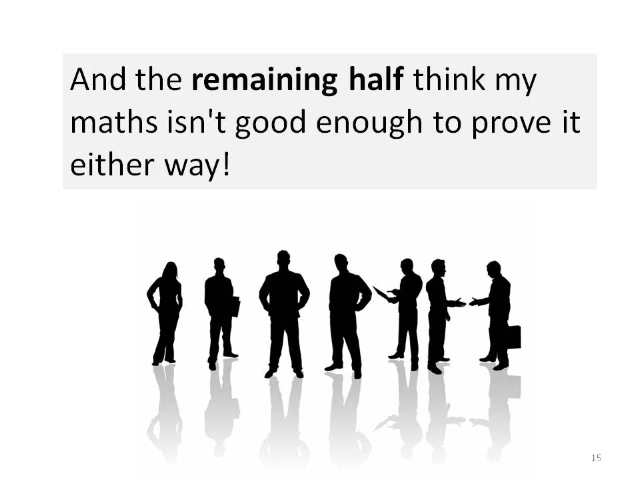 And the remaining half think my
maths isn't good enough to prove it
either way!
15